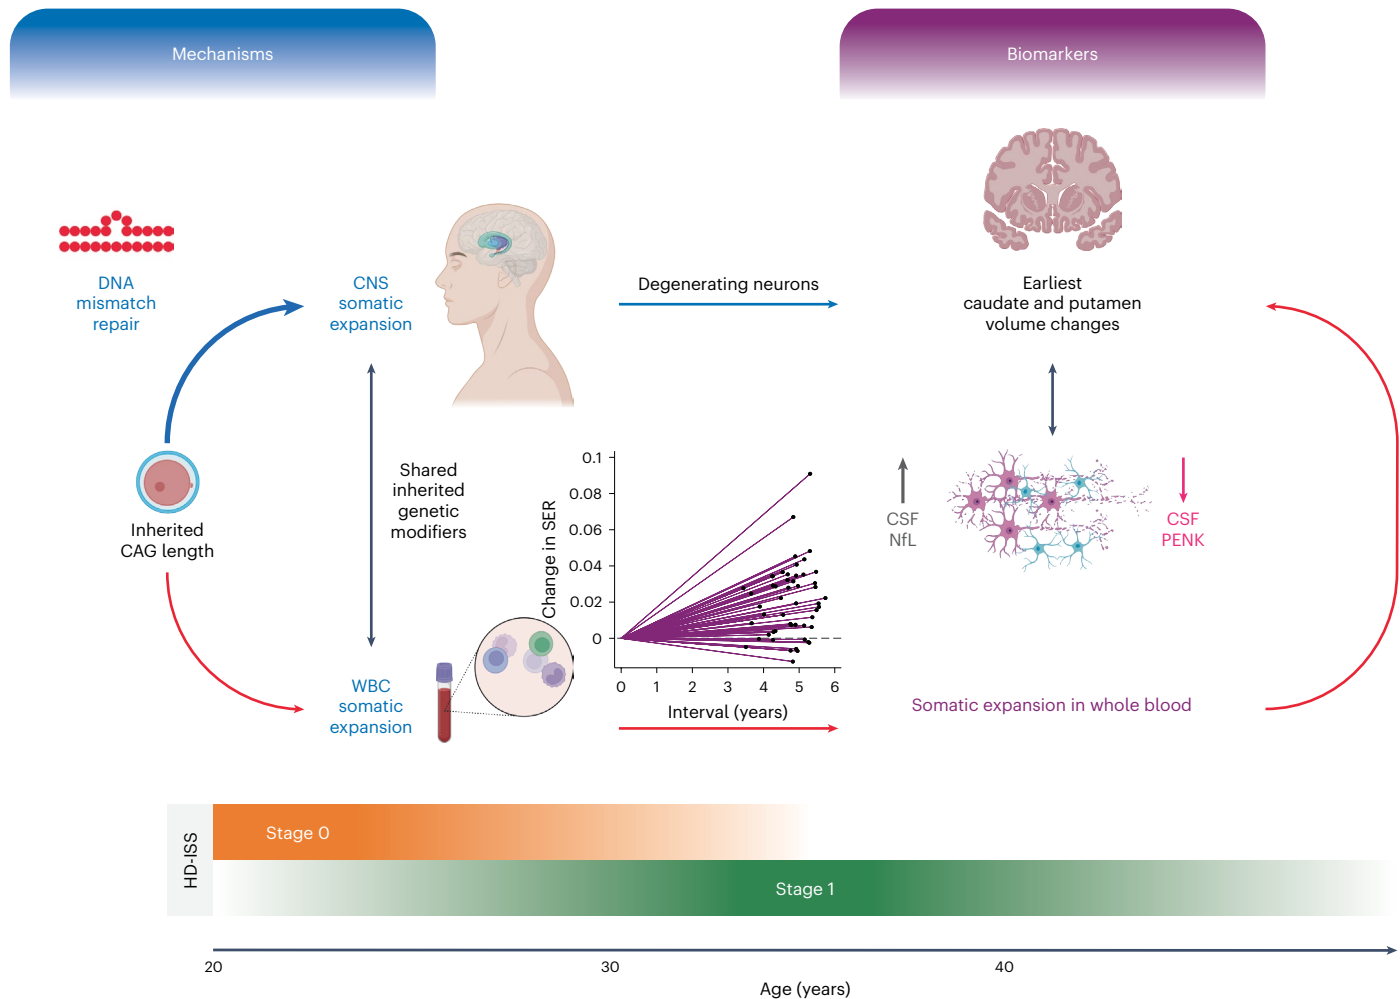 Mechanisms
Biomarkers
DNA
mismatch
repair
CNS
somatic
expansion
Degenerating neurons
Earliest
caudate and putamen
volume changes
Inherited
CAG length
Shared
inherited
genetic
modifiers
Change in SER
0.1
0.08
0.06
0.04
0.02
0
0 1 2 3 4 5 6
Interval (years)
CSF
NfL
CSF
PENK
WBC
somatic
expansion
Somatic expansion in whole blood
HD-ISS
Stage 0
Stage 1
20 30 40
Age (years)